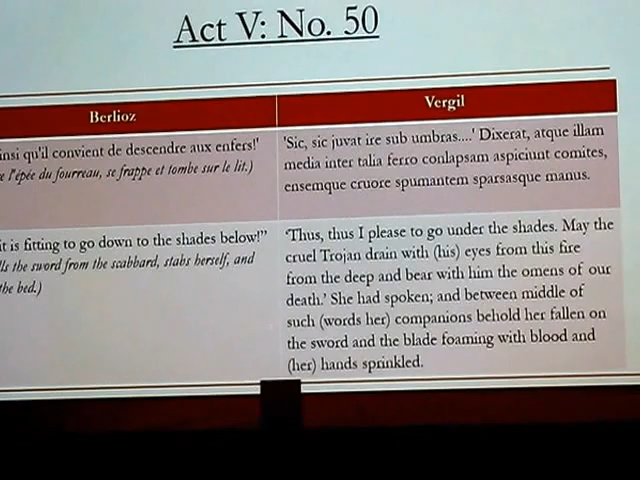 Act V: No. 50
Berlioz
Vergil
insi qu'il convient de descendre aux enfers!'
e l'épée du fourreau, se frappe et tombe sur le lit.)
'Sic, sic juvat ire sub umbras....' Dixerat, atque illam
media inter talia ferro conlapsam aspiciunt comites,
ensemque cruore spumantem sparsasque manus.
it is fitting to go down to the shades below!”
lls the sword from the scabbard, stabs herself, and
the bed.)
'Thus, thus I please to go under the shades. May the
cruel Trojan drain with (his) eyes from this fire
from the deep and bear with him the omens of our
death.' She had spoken; and between middle of
such (words her) companions behold her fallen on
the sword and the blade foaming with blood and
(her) hands sprinkled.